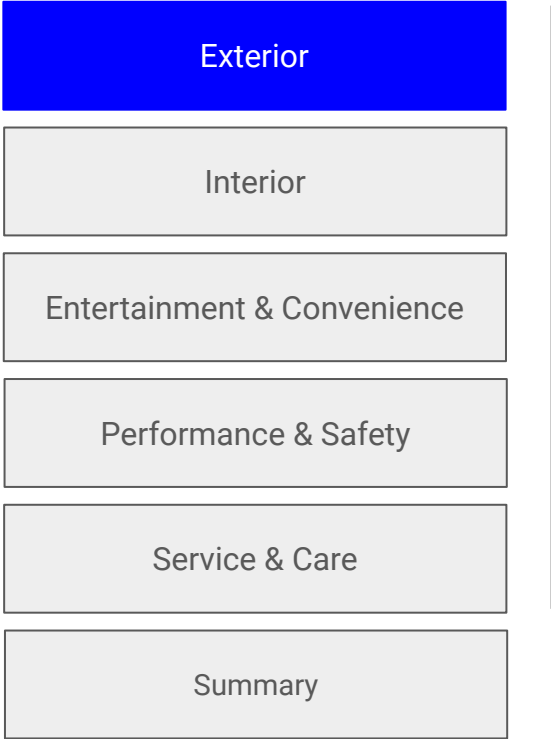 Exterior
Interior
Entertainment & Convenience
Performance & Safety
Service & Care
Summary